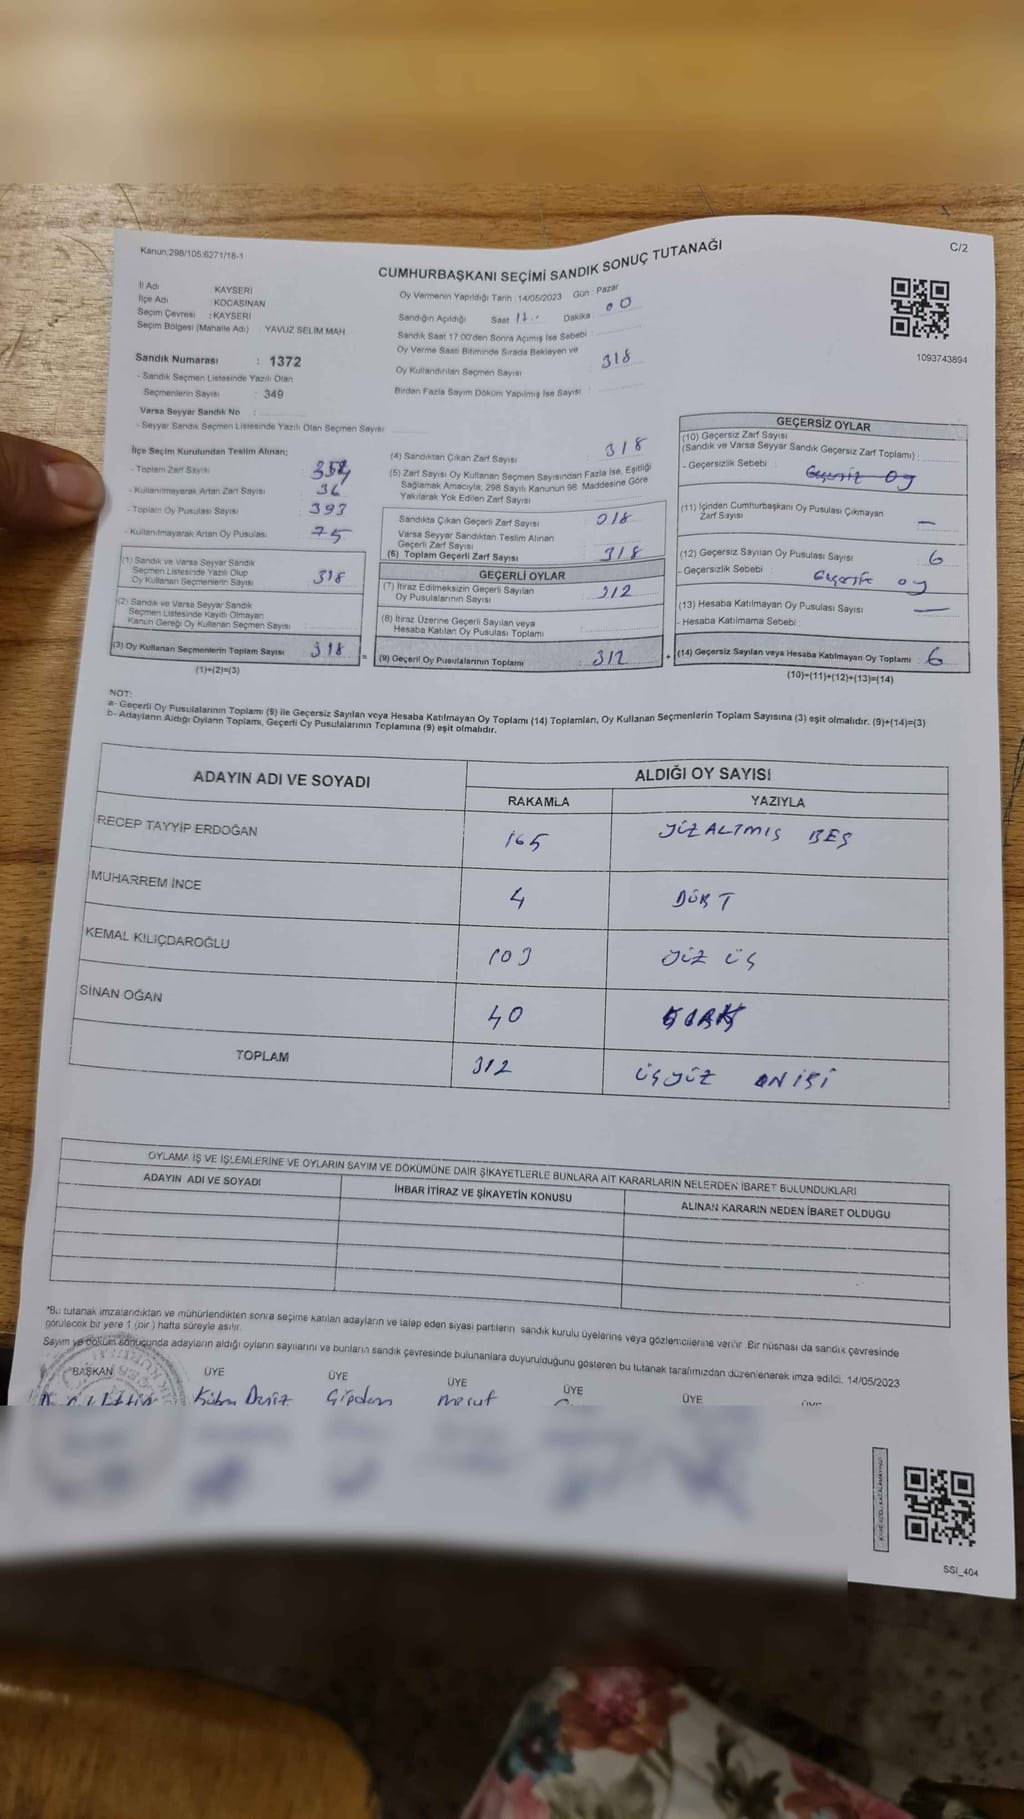 Kanun:298/105:6271/18-1
C/2
CUMHURBAŞKANI SEÇİMİ SANDIK SONUÇ TUTANAĞI
İl Adı KAYSERİ
İlçe Adı KOCASİNAN
Seçim Çevresi : KAYSERİ
Seçim Bölgesi (Mahalle Adı) YAVUZ SELİM MAH.
Sandık Numarası : 1372
- Sandık Seçmen Listesinde Yazılı Olan
Seçmenlerin Sayısı : 349
Varsa Seyyar Sandık No :
- Seyyar Sandık Seçmen Listesinde Yazılı Olan Seçmen Sayısı
Oy Vermenin Yapıldığı Tarih : 14/05/2023 Gün : Pazar
Sandığın Açıldığı Saat 17 Dakika : 00
Sandık Saat 17:00'den Sonra Açımış İse Sebebi :
Oy Verme Saati Bitiminde Sırada Bekleyen ve
Oy Kullandırılan Seçmen Sayısı 318
Birden Fazla Sayım Döküm Yapılmış İse Sayısı :
1093743894
İlçe Seçim Kurulundan Teslim Alınan;
- Toplam Zarf Sayısı
- Kullanılmayarak Artan Zarf Sayısı 36
- Toplam Oy Pusulası Sayısı 393
- Kullanılmayarak Artan Oy Pusulası 75
(1) Sandık ve Varsa Seyyar Sandık
Seçmen Listesinde Yazılı Olup
Oy Kullanan Seçmenlerin Sayısı 318
(2) Sandık ve Varsa Seyyar Sandık
Seçmen Listesinde Kayıtlı Olmayan
Kanun Gereği Oy Kullanan Seçmen Sayısı
(3) Oy Kullanan Seçmenlerin Toplam Sayısı 318
(1)+(2)=(3)
(4) Sandıktan Çıkan Zarf Sayısı 318
(5) Zarf Sayısı Oy Kullanan Seçmen Sayısından Fazla İse, Eşitliği
Sağlamak Amacıyla, 298 Sayılı Kanunun 98. Maddesine Göre
Yakılarak Yok Edilen Zarf Sayısı
Sandıkta Çıkan Geçerli Zarf Sayısı 018
Varsa Seyyar Sandıktan Teslim Alınan
Geçerli Zarf Sayısı
(6) Toplam Geçerli Zarf Sayısı 318
GEÇERLİ OYLAR
(7) İtiraz Edilmeksizin Geçerli Sayılan
Oy Pusulalarının Sayısı 312
(8) İtiraz Üzerine Geçerli Sayılan veya
Hesaba Katılan Oy Pusulası Toplamı
= (9) Geçerli Oy Pusulalarının Toplamı 312 +
GEÇERSİZ OYLAR
(10) Geçersiz Zarf Sayısı
(Sandık ve Varsa Seyyar Sandık Geçersiz Zarf Toplamı) :
- Geçersizlik Sebebi :
(11) İçinden Cumhurbaşkanı Oy Pusulası Çıkmayan
Zarf Sayısı —
(12) Geçersiz Sayılan Oy Pusulası Sayısı 6
- Geçersizlik Sebebi : oy
(13) Hesaba Katılmayan Oy Pusulası Sayısı —
- Hesaba Katılmama Sebebi :
(14) Geçersiz Sayılan veya Hesaba Katılmayan Oy Toplamı 6
(10)+(11)+(12)+(13)=(14)
NOT:
a- Geçerli Oy Pusulaları Toplamı (9) ile Geçersiz Sayılan veya Hesaba Katılmayan Oy Toplamı (14) Toplamları, Oy Kullanan Seçmenlerin Toplam Sayısına (3) eşit olmalıdır. (9)+(14)=(3)
b- Adayların Aldığı Oyların Toplamı, Geçerli Oy Pusulalarının Toplamına (9) eşit olmalıdır.
ADAYIN ADI VE SOYADI ALDIĞI OY SAYISI
RAKAMLA YAZIYLA
RECEP TAYYİP ERDOĞAN 165 YÜZALTMIŞ BEŞ
MUHARREM İNCE 4 DÖRT
KEMAL KILIÇDAROĞLU 103 YÜZ ÜÇ
SİNAN OĞAN 40 KIRK
TOPLAM 312 ÜÇYÜZ ONİKİ
OYLAMA İŞ VE İŞLEMLERİNE VE OYLARIN SAYIM VE DÖKÜMÜNE DAİR ŞİKAYETLERLE BUNLARA AİT KARARLARIN NELERDEN İBARET BULUNDUKLARI
ADAYIN ADI VE SOYADI İHBAR İTİRAZ VE ŞİKAYETİN KONUSU ALINAN KARARIN NEDEN İBARET OLDUĞU
*Bu tutanak imzalandıktan ve mühürlendikten sonra seçime katılan adayların ve talep eden siyasi partilerin sandık kurulu üyelerine veya gözlemcilerine verilir. Bir nüshası da sandık çevresinde
görülecek bir yere 1 (bir) hafta süreyle asılır.
Sayım ve döküm sonucunda adayların aldığı oyların sayılarını ve bunların sandık çevresinde bulunanlara duyurulduğunu gösteren bu tutanak tarafımızdan düzenlenerek imza edildi. 14/05/2023
BAŞKAN ÜYE ÜYE ÜYE ÜYE ÜYE
Kübra Deniz mesut
SSI_404